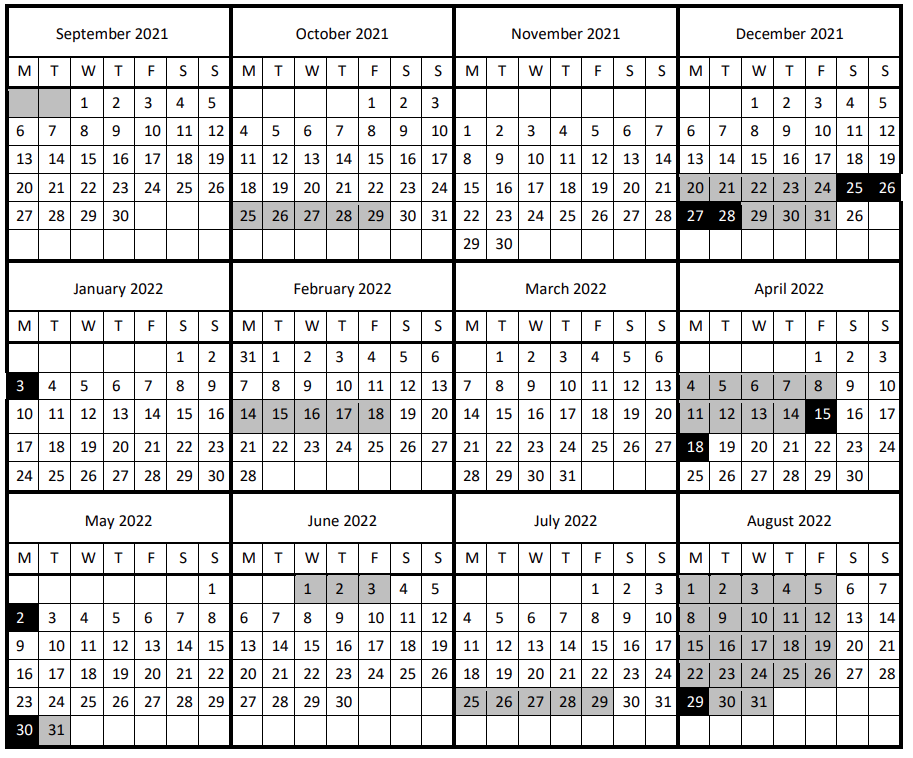 September 2021 October 2021 November 2021 December 2021
M T W T F S S M T W T F S S M T W T F S S M T W T F S S
1 2 3 4 5 1 2 3 1 2 3 4 5
6 7 8 9 10 11 12 4 5 6 7 8 9 10 1 2 3 4 5 6 7 6 7 8 9 10 11 12
13 14 15 16 17 18 19 11 12 13 14 15 16 17 8 9 10 11 12 13 14 13 14 15 16 17 18 19
20 21 22 23 24 25 26 18 19 20 21 22 23 24 15 16 17 18 19 20 21 20 21 22 23 24 25 26
27 28 29 30 25 26 27 28 29 30 31 22 23 24 25 26 27 28 27 28 29 30 31 26
29 30
January 2022 February 2022 March 2022 April 2022
M T W T F S S M T W T F S S M T W T F S S M T W T F S S
1 2 31 1 2 3 4 5 6 1 2 3 4 5 6 1 2 3
3 4 5 6 7 8 9 7 8 9 10 11 12 13 7 8 9 10 11 12 13 4 5 6 7 8 9 10
10 11 12 13 14 15 16 14 15 16 17 18 19 20 14 15 16 17 18 19 20 11 12 13 14 15 16 17
17 18 19 20 21 22 23 21 22 23 24 25 26 27 21 22 23 24 25 26 27 18 19 20 21 22 23 24
24 25 26 27 28 29 30 28 28 29 30 31 25 26 27 28 29 30
May 2022 June 2022 July 2022 August 2022
M T W T F S S M T W T F S S M T W T F S S M T W T F S S
1 1 2 3 4 5 1 2 3 1 2 3 4 5 6 7
2 3 4 5 6 7 8 6 7 8 9 10 11 12 4 5 6 7 8 9 10 8 9 10 11 12 13 14
9 10 11 12 13 14 15 13 14 15 16 17 18 19 11 12 13 14 15 16 17 15 16 17 18 19 20 21
16 17 18 19 20 21 22 20 21 22 23 24 25 26 18 19 20 21 22 23 24 22 23 24 25 26 27 28
23 24 25 26 27 28 29 27 28 29 30 25 26 27 28 29 30 31 29 30 31
30 31